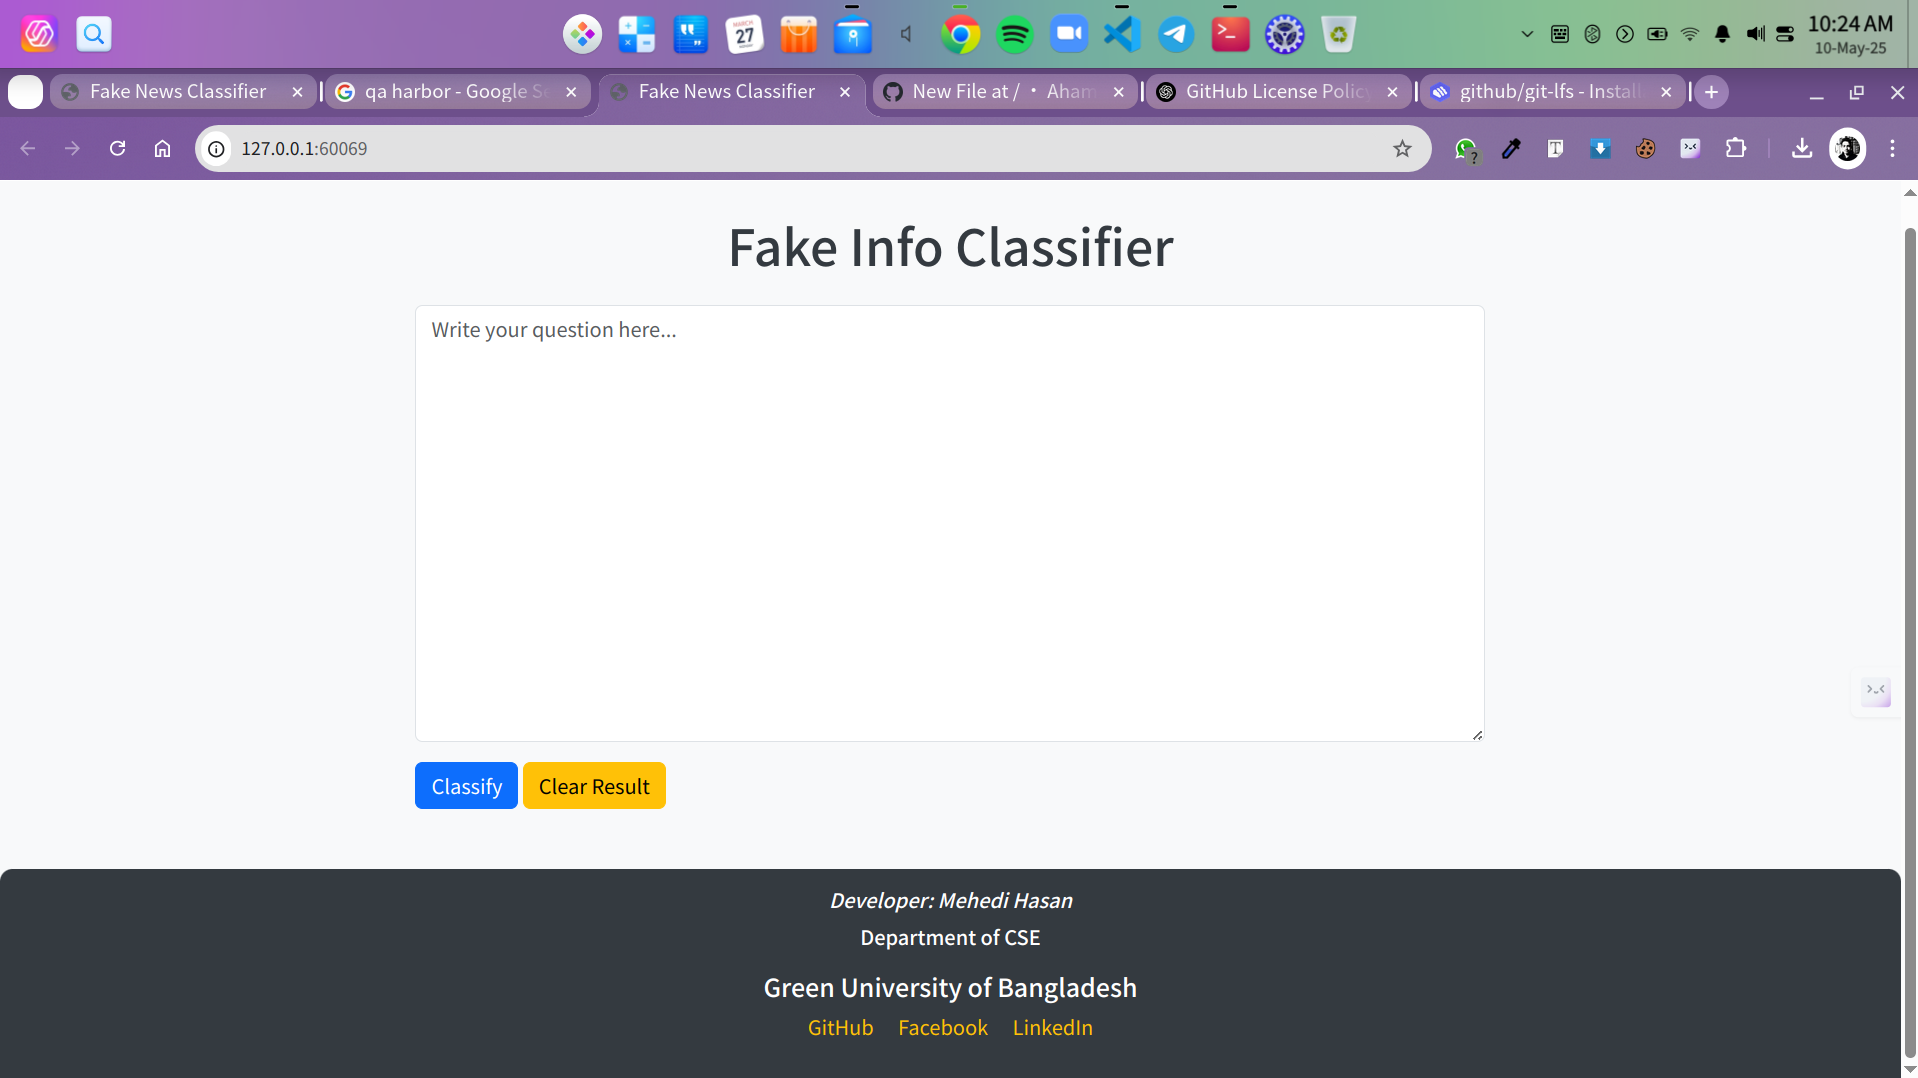 MARCH
27
10:24 AM
10-May-25
Fake News Classifier
qa harbor - Google Se
Fake News Classifier
New File at / • Aham
GitHub License Policy
github/git-lfs - Install
127.0.0.1:60069
Fake Info Classifier
Write your question here...
Classify
Clear Result
Developer: Mehedi Hasan
Department of CSE
Green University of Bangladesh
GitHub Facebook LinkedIn